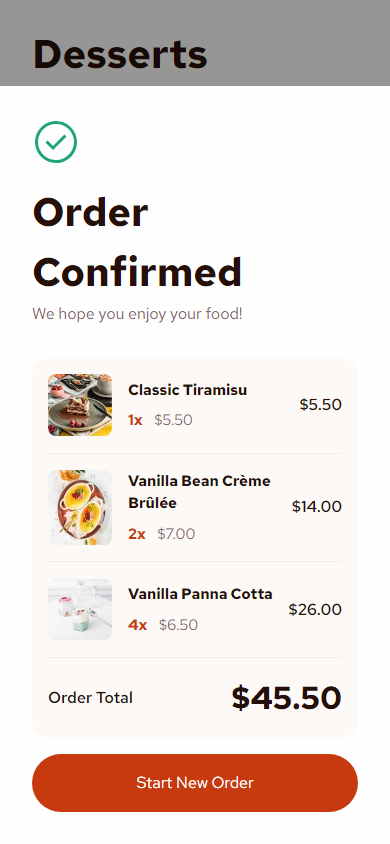 Desserts
Order
Confirmed
We hope you enjoy your food!
Classic Tiramisu
1x $5.50
$5.50
Vanilla Bean Crème
Brûlée
2x $7.00
$14.00
Vanilla Panna Cotta
4x $6.50
$26.00
Order Total $45.50
Start New Order